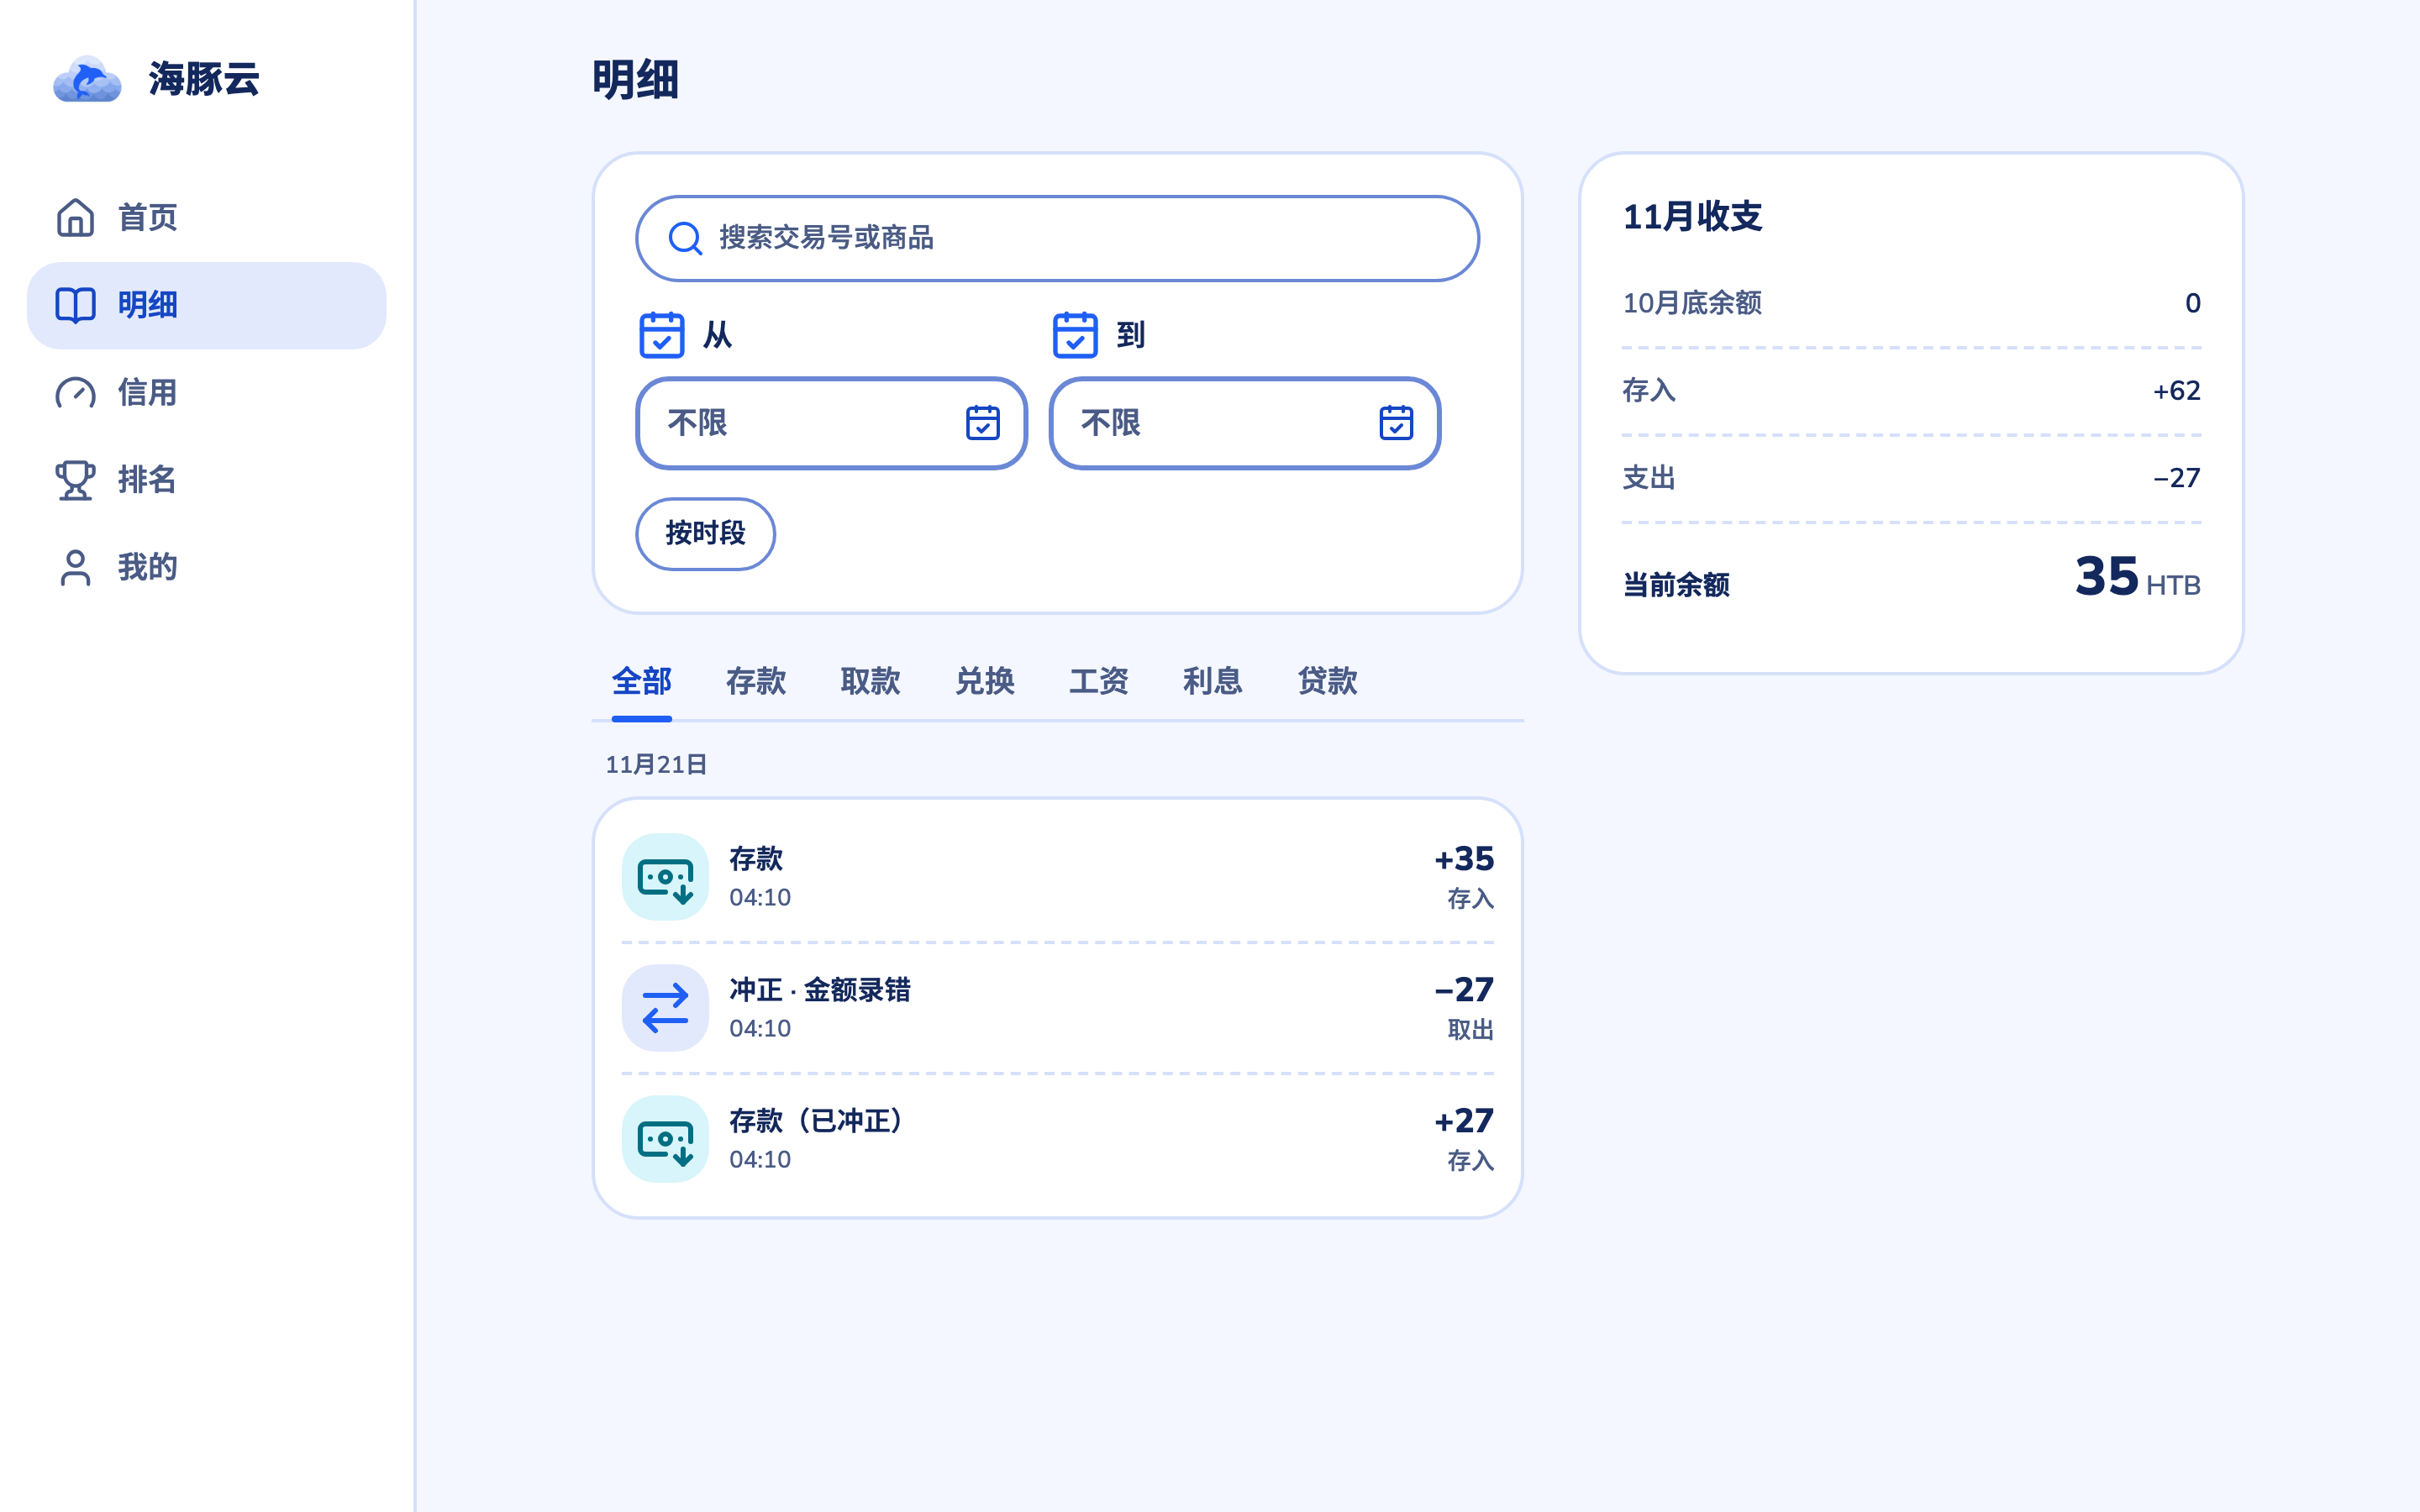 海豚云
首页
明细
信用
排名
我的
明细
搜索交易号或商品
从
到
不限
不限
按时段
全部 存款 取款 兑换 工资 利息 贷款
11月21日
存款
04:10
+35
存入
冲正 · 金额录错
04:10
−27
取出
存款（已冲正）
04:10
+27
存入
11月收支
10月底余额 0
存入 +62
支出 −27
当前余额 35 HTB